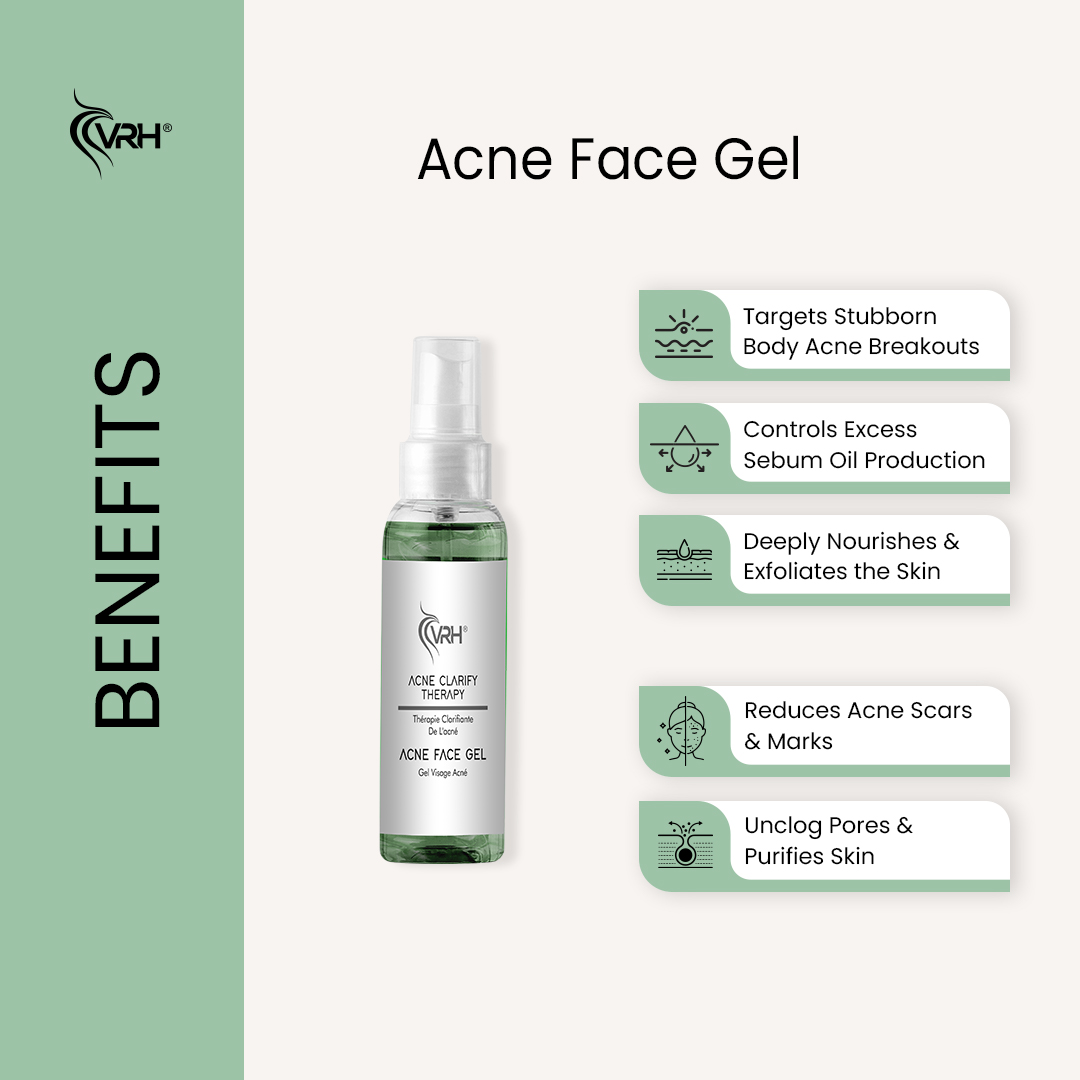 VRH®
BENEFITS
Acne Face Gel
VRH®
ACNE CLARIFY
THERAPY
Thérapie Clarifiante
De L'acné
ACNE FACE GEL
Gel Visage Acné
Targets Stubborn
Body Acne Breakouts
Controls Excess
Sebum Oil Production
Deeply Nourishes &
Exfoliates the Skin
Reduces Acne Scars
& Marks
Unclog Pores &
Purifies Skin